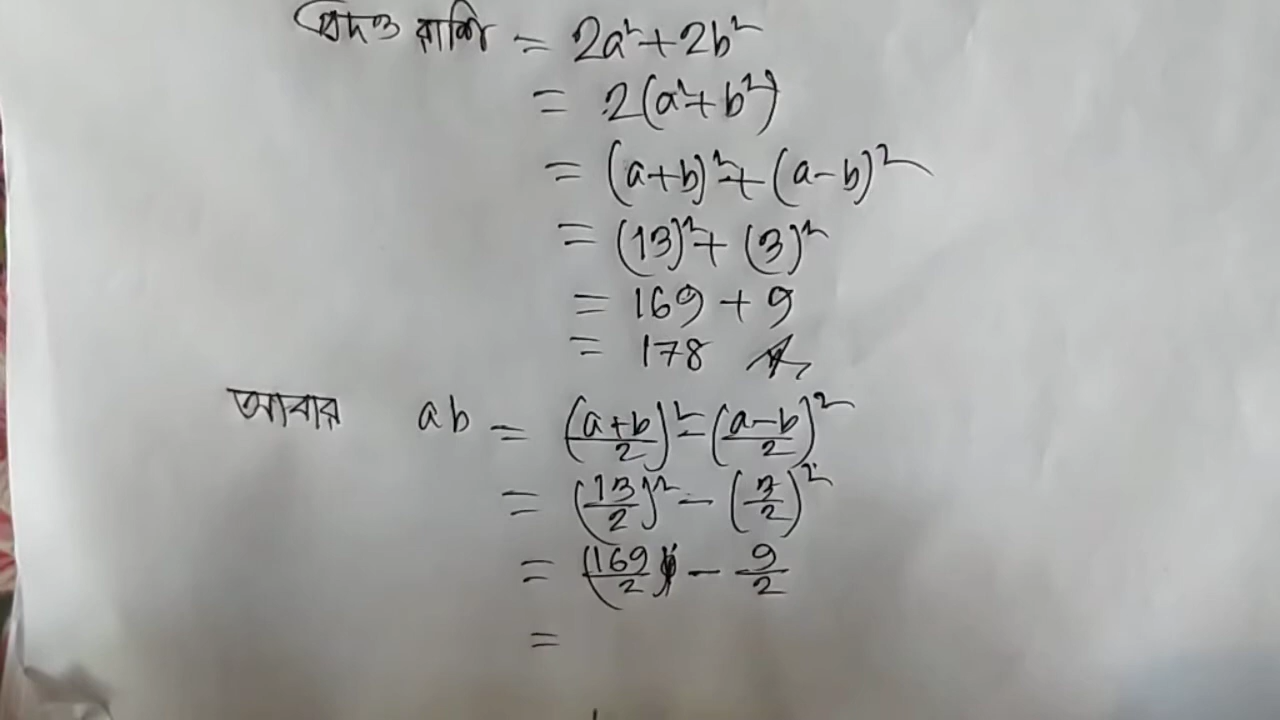 প্রদত্ত রাশি = 2a²+2b²
= 2(a²+b²)
= (a+b)²+(a-b)²
= (13)²+(3)²
= 169+9
= 178
আবার ab = ((a+b)/2)²-((a-b)/2)²
= (13/2)²-(3/2)²
= (169/2)-9/2
=